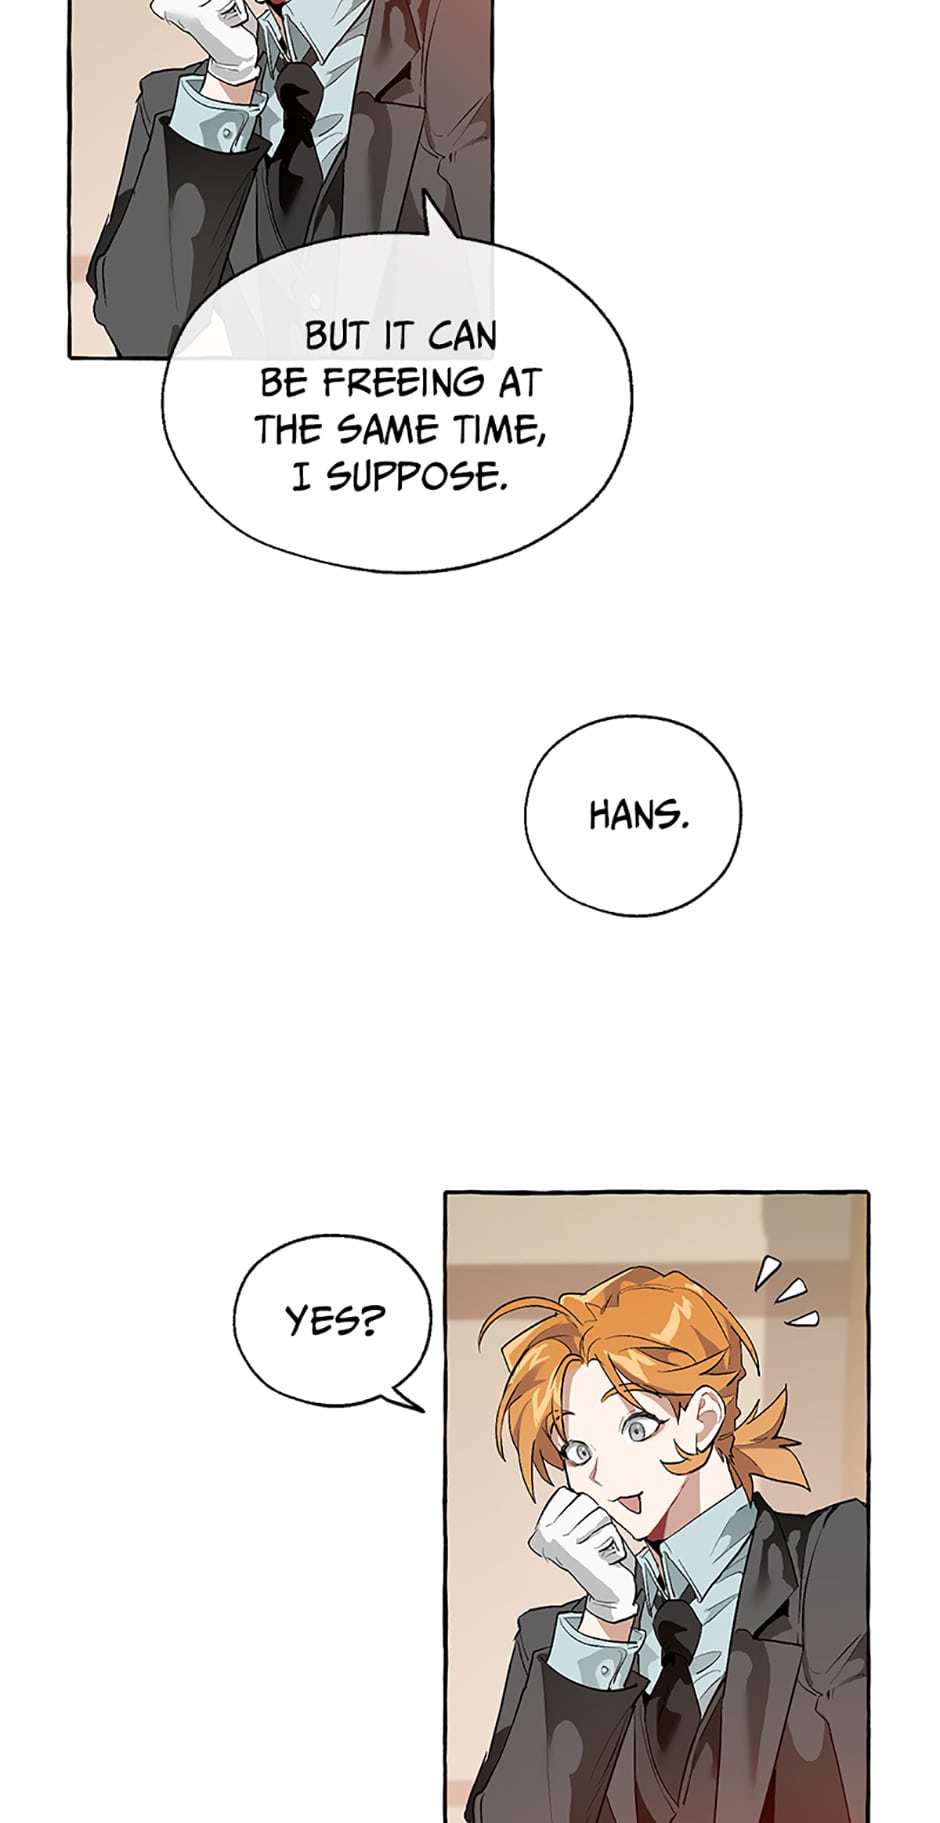 BUT IT CAN
BE FREEING AT
THE SAME TIME,
I SUPPOSE.
HANS.
YES?